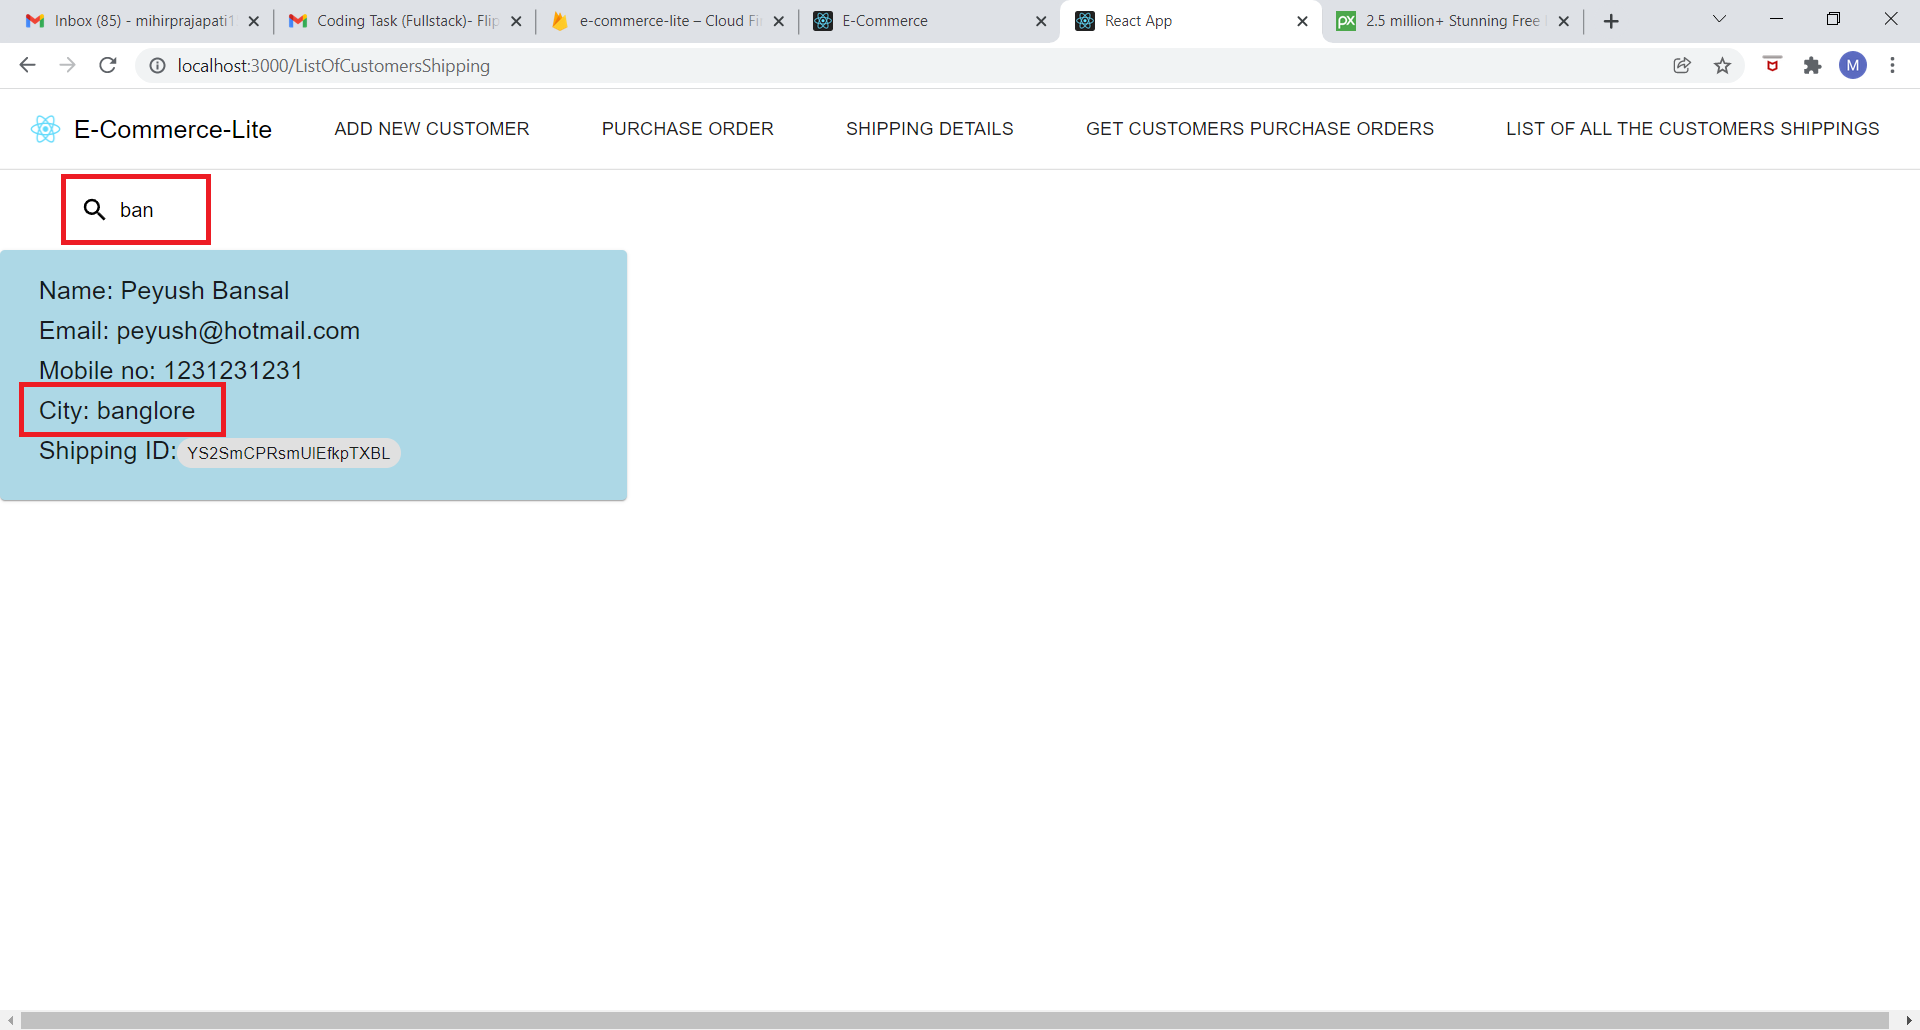 Inbox (85) - mihirprajapati1
Coding Task (Fullstack)- Flip
e-commerce-lite – Cloud Fi
E-Commerce
React App
px 2.5 million+ Stunning Free
localhost:3000/ListOfCustomersShipping
M
E-Commerce-Lite ADD NEW CUSTOMER PURCHASE ORDER SHIPPING DETAILS GET CUSTOMERS PURCHASE ORDERS LIST OF ALL THE CUSTOMERS SHIPPINGS
ban
Name: Peyush Bansal
Email: peyush@hotmail.com
Mobile no: 1231231231
City: banglore
Shipping ID: YS2SmCPRsmUlEfkpTXBL